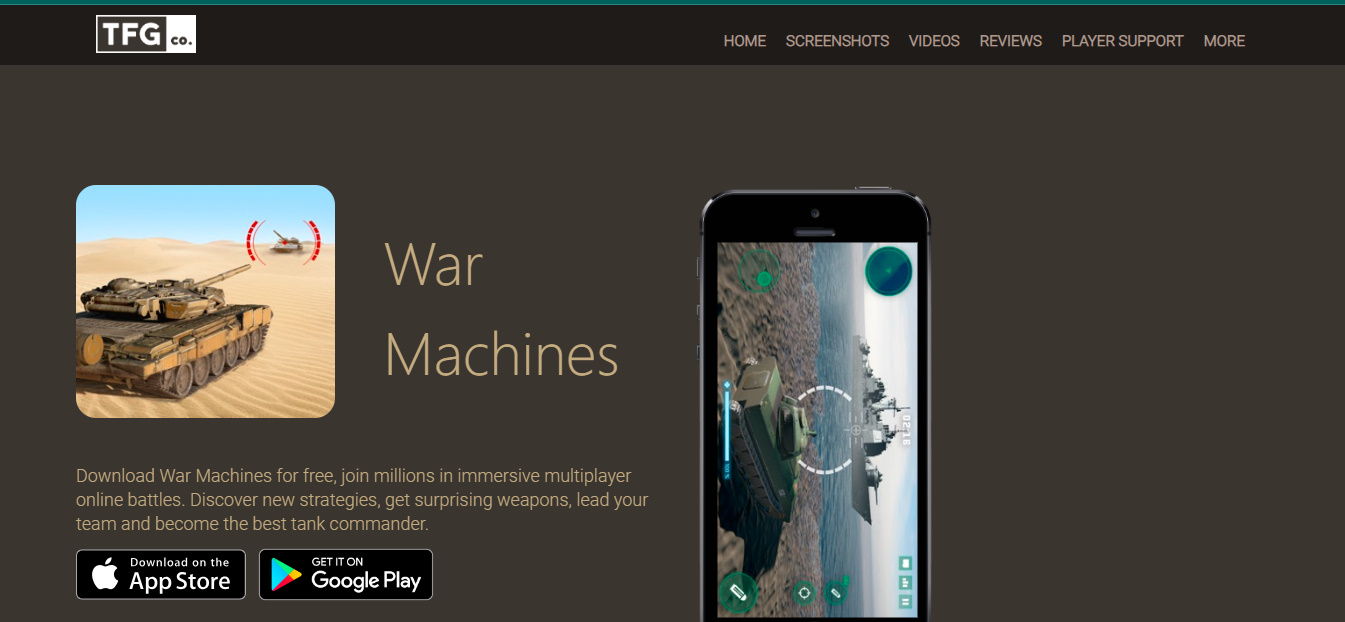 TFG co.
HOME SCREENSHOTS VIDEOS REVIEWS PLAYER SUPPORT MORE
War
Machines
Download War Machines for free, join millions in immersive multiplayer
online battles. Discover new strategies, get surprising weapons, lead your
team and become the best tank commander.
Download on the
App Store
GET IT ON
Google Play
02:16